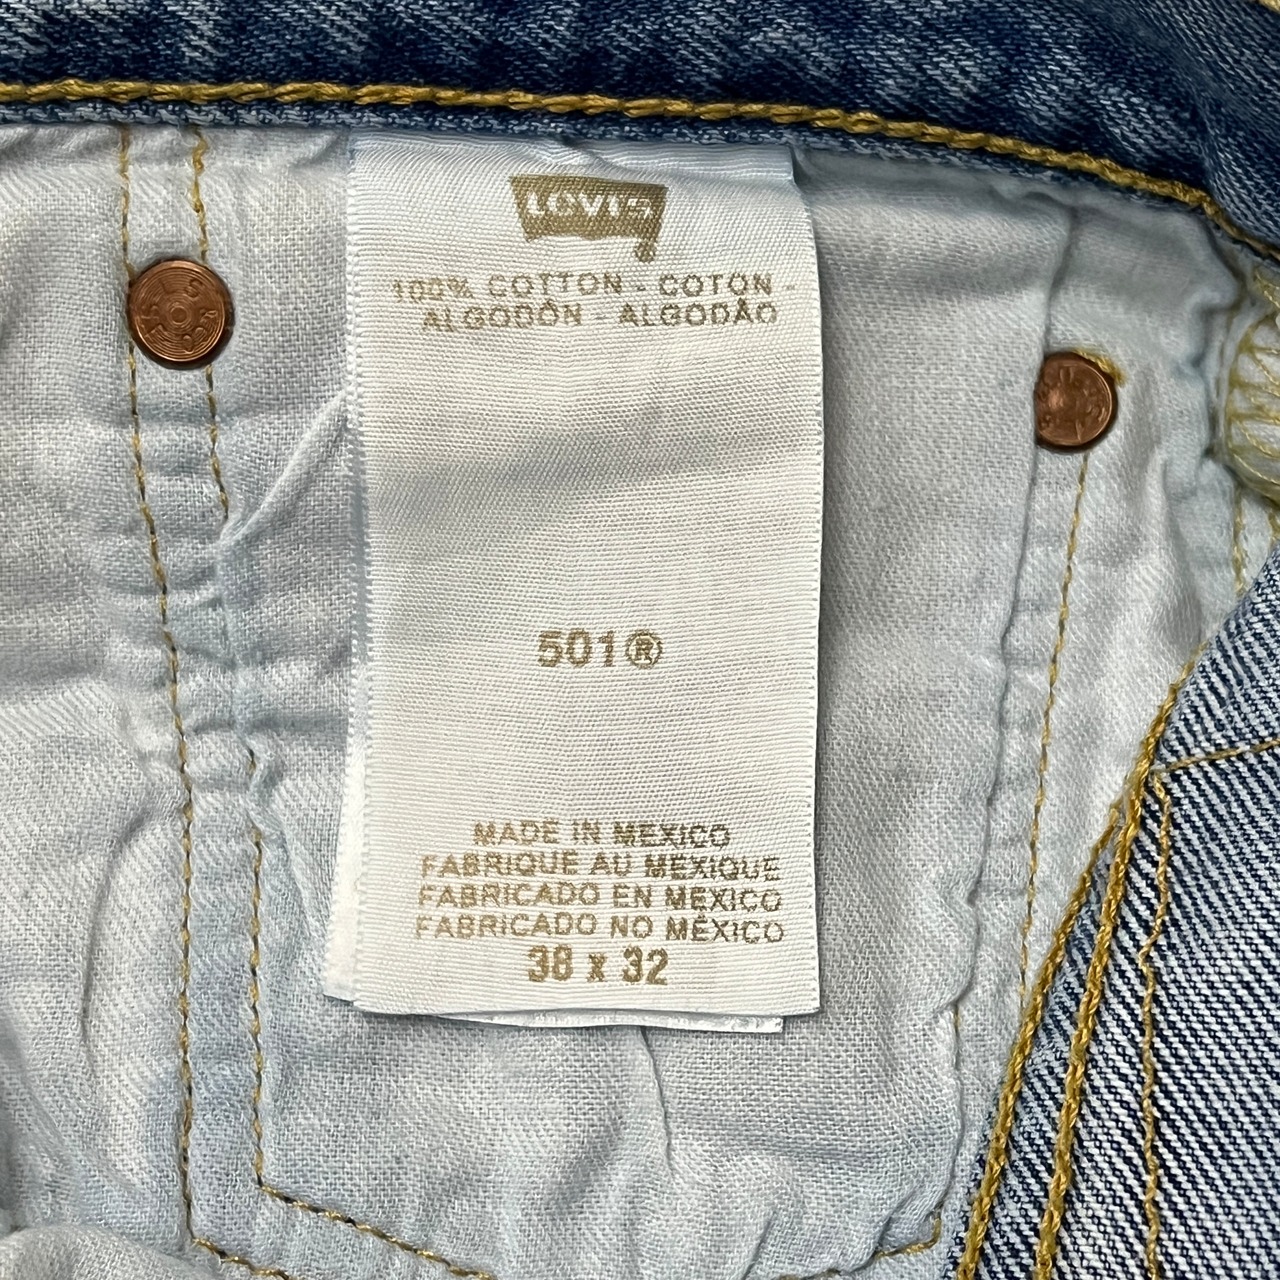 Levi's
100% COTTON - COTON -
ALGODÓN - ALGODÃO
501®
MADE IN MEXICO
FABRIQUE AU MEXIQUE
FABRICADO EN MEXICO
FABRICADO NO MÉXICO
38 x 32